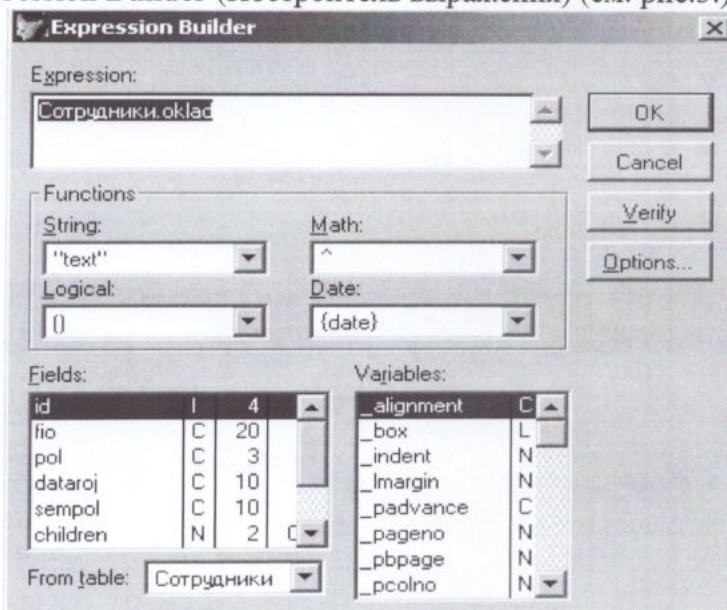 Expression Builder
Expression:
Сотрудники.oklad
OK
Cancel
Verify
Options...
Functions
String:
Math:
"text"
^
Logical:
Date:
()
{date}
Fields:
Variables:
id I 4
fio C 20
pol C 3
dataroj C 10
sempol C 10
children N 2
_alignment C
_box L
_indent N
_lmargin N
_padvance C
_pageno N
_pbpage N
_pcolno N
From table: Сотрудники